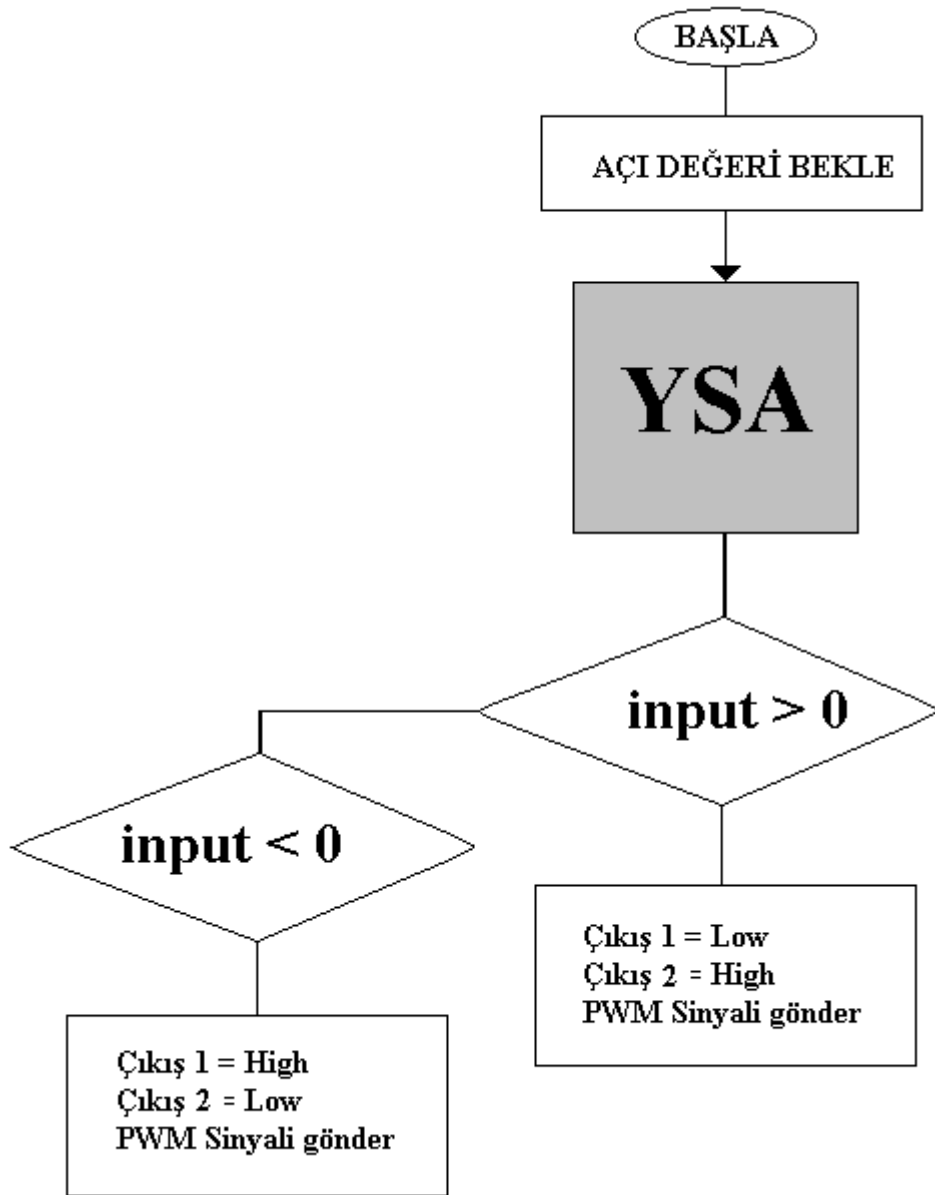 BAŞLA
AÇI DEĞERİ BEKLE
YSA
input > 0
input < 0
Çıkış 1 = Low
Çıkış 2 = High
PWM Sinyali gönder
Çıkış 1 = High
Çıkış 2 = Low
PWM Sinyali gönder